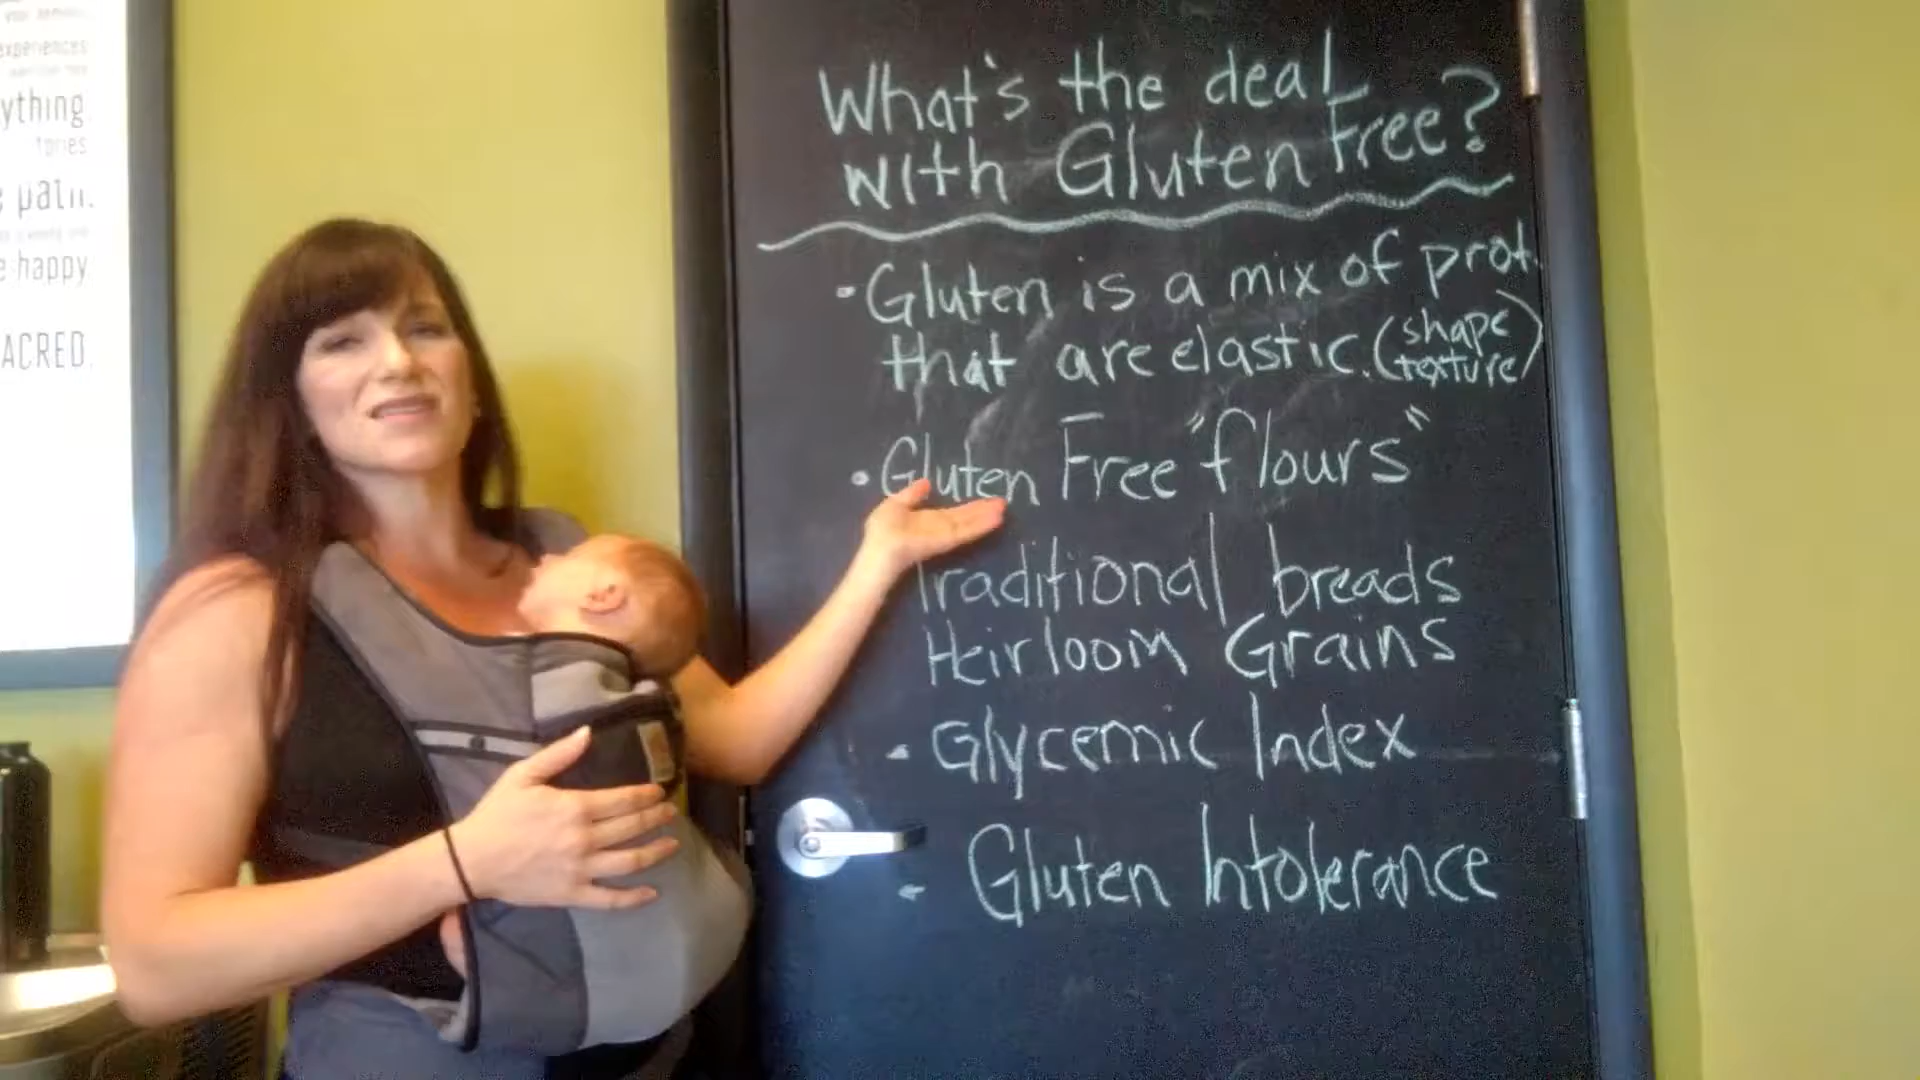 experiences
ything.
tories
e path.
e happy
ACRED.
What's the deal
with Gluten Free?
• Gluten is a mix of prot.
that are elastic. (shape
texture)
• Gluten Free "flours"
Traditional breads
Heirloom Grains
- Glycemic Index
- Gluten Intolerance